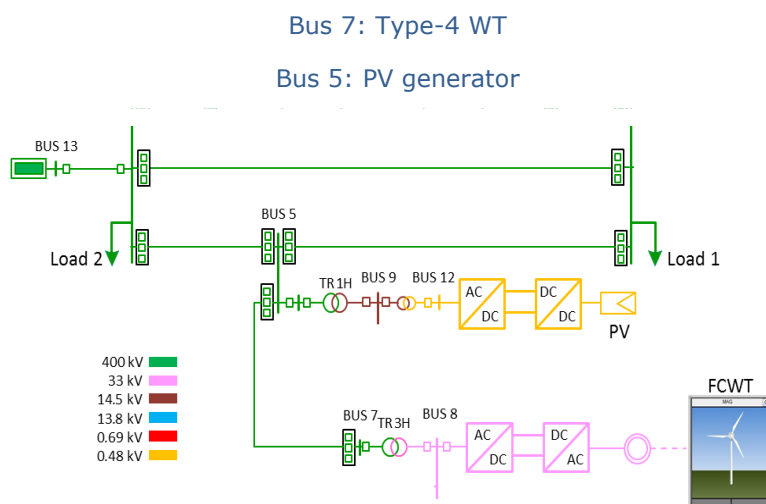 Bus 7: Type-4 WT
Bus 5: PV generator
BUS 13
BUS 5
Load 2
Load 1
TR 1H
BUS 9
BUS 12
AC
DC
DC
DC
PV
400 kV
33 kV
14.5 kV
13.8 kV
0.69 kV
0.48 kV
FCWT
MAG
BUS 7
TR 3H
BUS 8
AC
DC
DC
AC